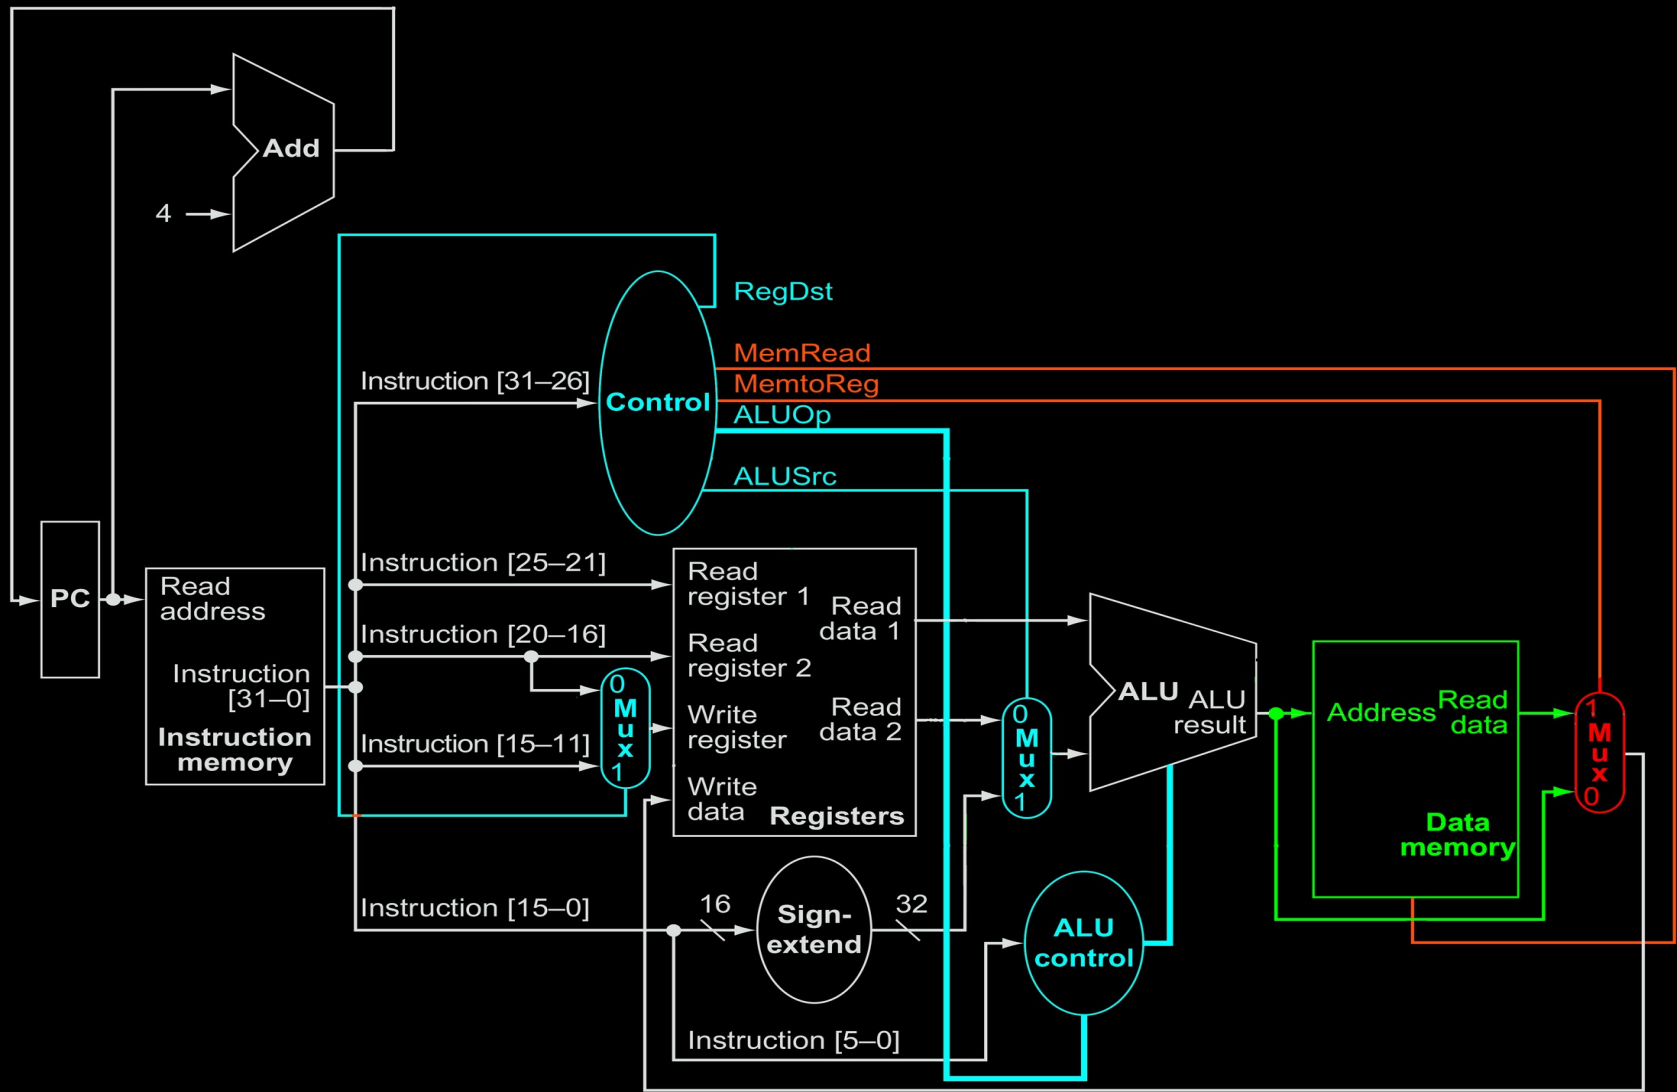 Add
4
RegDst
MemRead
MemtoReg
ALUOp
ALUSrc
Control
Instruction [31–26]
PC
Read
address
Instruction
[31–0]
Instruction
memory
Instruction [25–21]
Instruction [20–16]
Instruction [15–11]
Instruction [15–0]
0
M
u
x
1
Read
register 1
Read
register 2
Write
register
Write
data
Read
data 1
Read
data 2
Registers
0
M
u
x
1
ALU
ALU
result
Address
Read
data
Data
memory
1
M
u
x
0
16
Sign-
extend
32
ALU
control
Instruction [5–0]